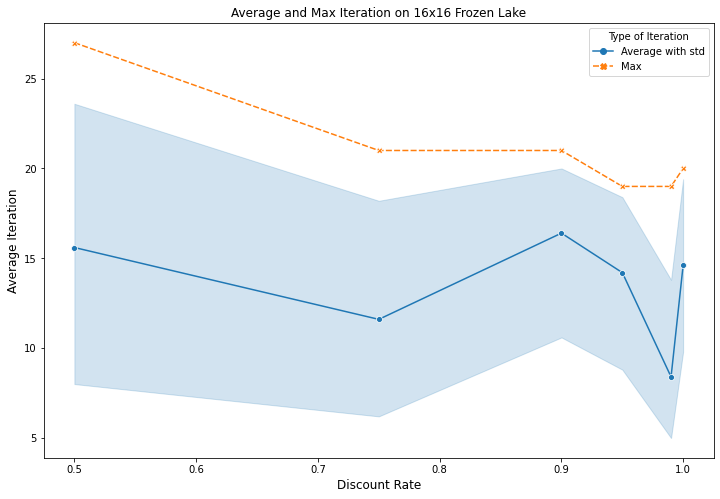 Average and Max Iteration on 16x16 Frozen Lake
Type of Iteration
Average with std
Max
Average Iteration
25
20
15
10
5
0.5 0.6 0.7 0.8 0.9 1.0
Discount Rate